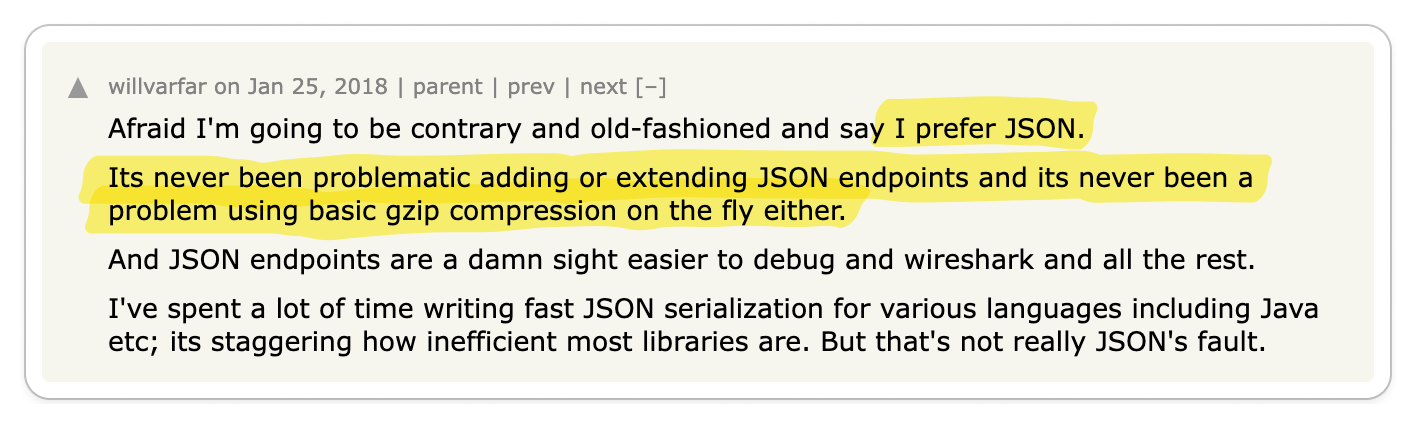 ▲ willvarfar on Jan 25, 2018 | parent | prev | next [–]
Afraid I'm going to be contrary and old-fashioned and say I prefer JSON.
Its never been problematic adding or extending JSON endpoints and its never been a
problem using basic gzip compression on the fly either.
And JSON endpoints are a damn sight easier to debug and wireshark and all the rest.
I've spent a lot of time writing fast JSON serialization for various languages including Java
etc; its staggering how inefficient most libraries are. But that's not really JSON's fault.